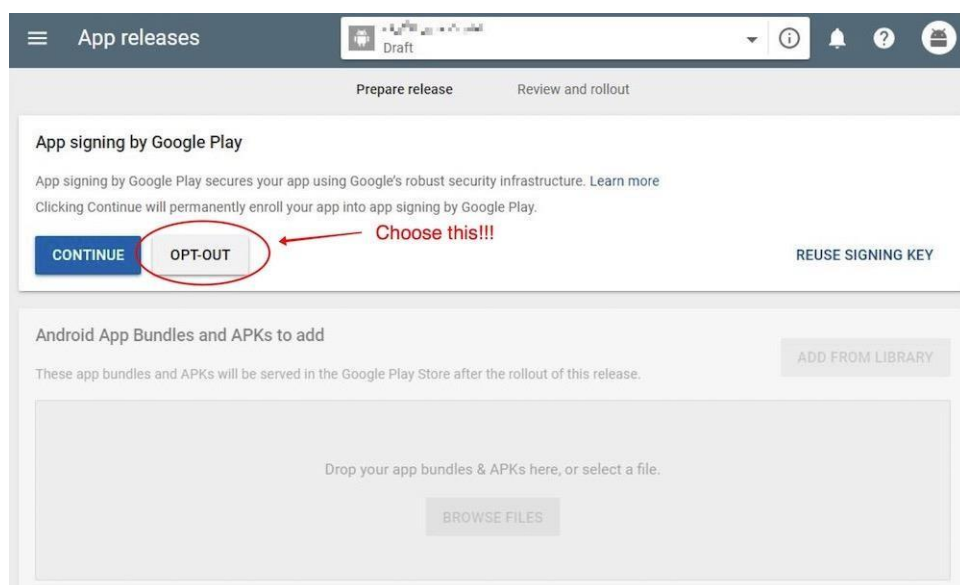 App releases
Draft
Prepare release Review and rollout
App signing by Google Play
App signing by Google Play secures your app using Google's robust security infrastructure. Learn more
Clicking Continue will permanently enroll your app into app signing by Google Play.
Choose this!!!
CONTINUE OPT-OUT REUSE SIGNING KEY
Android App Bundles and APKs to add
ADD FROM LIBRARY
These app bundles and APKs will be served in the Google Play Store after the rollout of this release.
Drop your app bundles & APKs here, or select a file.
BROWSE FILES